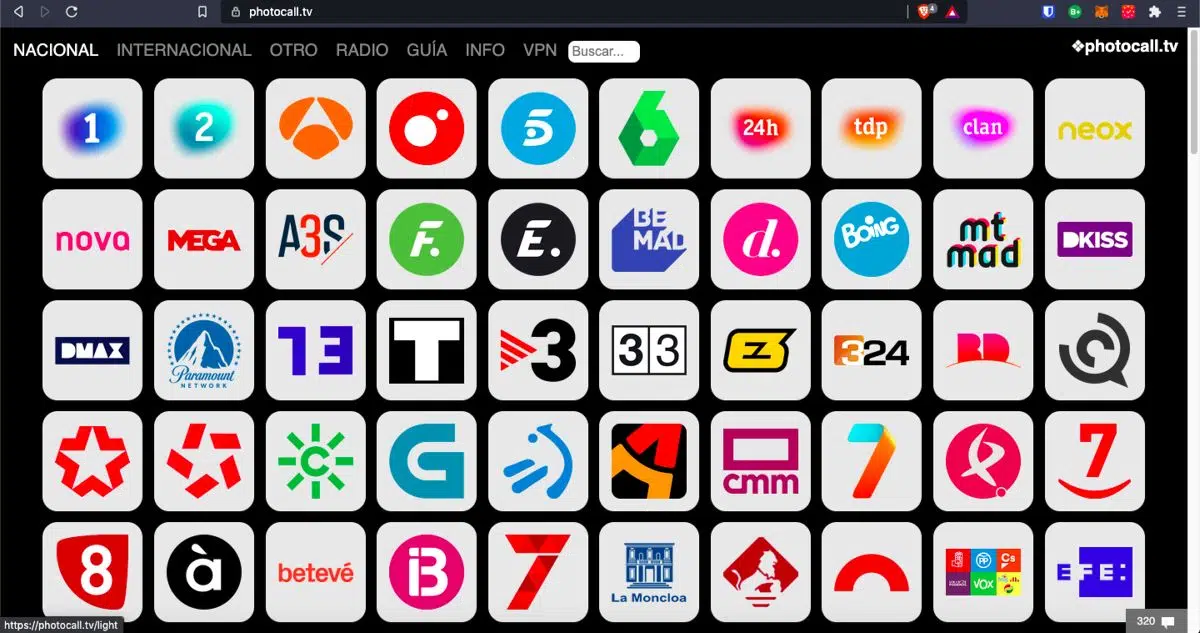 photocall.tv
4
B+
NACIONAL INTERNACIONAL OTRO RADIO GUÍA INFO VPN Buscar... photocall.tv
1 2 5 6 24h tdp clan neox
nova MEGA A3S F. E. BE MAD d. BOiNG mt mad DKISS
DMAX Paramount NETWORK 13 T 3 33 Z 324 BD
C G cmm 7 7
8 à betevé IB 7 La Moncloa PP Cs VOX EFE:
https://photocall.tv/light 320